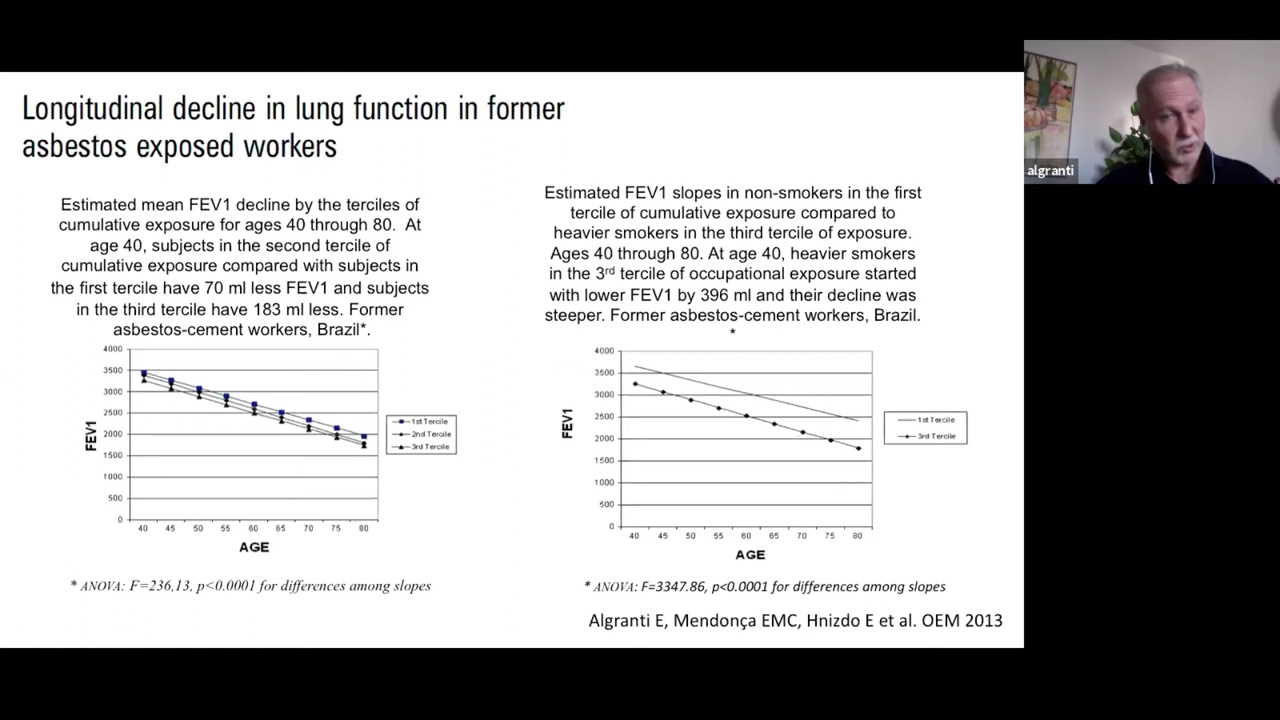 Longitudinal decline in lung function in former
asbestos exposed workers
Estimated mean FEV1 decline by the terciles of
cumulative exposure for ages 40 through 80. At
age 40, subjects in the second tercile of
cumulative exposure compared with subjects in
the first tercile have 70 ml less FEV1 and subjects
in the third tercile have 183 ml less. Former
asbestos-cement workers, Brazil*.
4000
3500
3000
2500
2000
1500
1000
500
0
FEV1
40 45 50 55 60 65 70 75 80
AGE
1st Tercile
2nd Tercile
3rd Tercile
* ANOVA: F=236,13, p<0.0001 for differences among slopes
Estimated FEV1 slopes in non-smokers in the first
tercile of cumulative exposure compared to
heavier smokers in the third tercile of exposure.
Ages 40 through 80. At age 40, heavier smokers
in the 3rd tercile of occupational exposure started
with lower FEV1 by 396 ml and their decline was
steeper. Former asbestos-cement workers, Brazil.
*
4000
3500
3000
2500
2000
1500
1000
500
0
FEV1
40 45 50 55 60 65 70 75 80
AGE
1st Tercile
3rd Tercile
* ANOVA: F=3347.86, p<0.0001 for differences among slopes
Algranti E, Mendonça EMC, Hnizdo E et al. OEM 2013
algranti